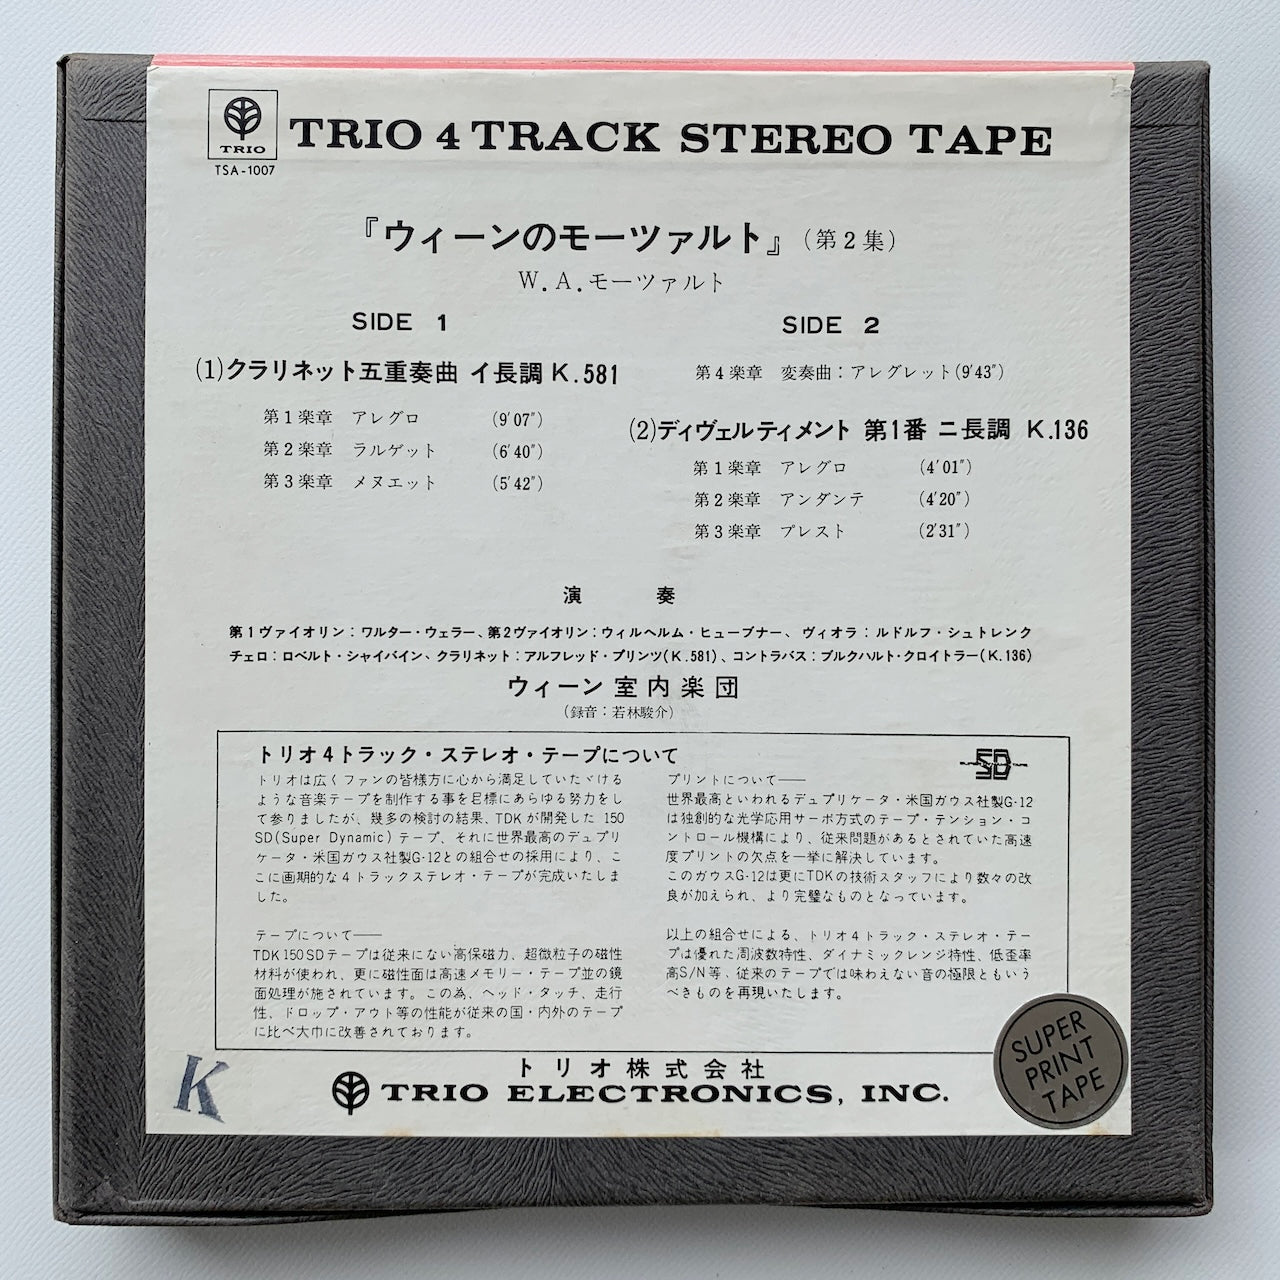 TRIO
TSA-1007
TRIO 4 TRACK STEREO TAPE
『ウィーンのモーツァルト』(第2集)
W.A.モーツァルト
SIDE 1
(1)クラリネット五重奏曲 イ長調 K.581
第1楽章 アレグロ (9′07″)
第2楽章 ラルゲット (6′40″)
第3楽章 メヌエット (5′42″)
SIDE 2
第4楽章 変奏曲:アレグレット(9′43″)
(2)ディヴェルティメント 第1番 ニ長調 K.136
第1楽章 アレグロ (4′01″)
第2楽章 アンダンテ (4′20″)
第3楽章 プレスト (2′31″)
演 奏
第1ヴァイオリン:ワルター・ウェラー、第2ヴァイオリン:ウィルヘルム・ヒューブナー、ヴィオラ:ルドルフ・シュトレンク
チェロ:ロベルト・シャイバイン、クラリネット:アルフレッド・プリンツ(K.581)、コントラバス:ブルクハルト・クロイトラー(K.136)
ウィーン室内楽団
(録音:若林駿介)
トリオ4トラック・ステレオ・テープについて
トリオは広くファンの皆様方に心から満足していたゞける
ような音楽テープを制作する事を目標にあらゆる努力をし
て参りましたが、幾多の検討の結果、TDKが開発した 150
SD(Super Dynamic)テープ、それに世界最高のデュプリ
ケータ・米国ガウス社製G-12との組合せの採用により、こ
こに画期的な4トラックステレオ・テープが完成いたしま
した。
テープについて――
TDK150SDテープは従来にない高保磁力、超微粒子の磁性
材料が使われ、更に磁性面は高速メモリー・テープ並の鏡
面処理が施されています。この為、ヘッド・タッチ、走行
性、ドロップ・アウト等の性能が従来の国・内外のテープ
に比べ大巾に改善されております。
SD
プリントについて――
世界最高といわれるデュプリケータ・米国ガウス社製G-12
は独創的な光学応用サーボ方式のテープ・テンション・コ
ントロール機構により、従来問題があるとされていた高速
度プリントの欠点を一挙に解決しています。
このガウスG-12は更にTDKの技術スタッフにより数々の改
良が加えられ、より完璧なものとなっています。
以上の組合せによる、トリオ4トラック・ステレオ・テー
プは優れた周波数特性、ダイナミックレンジ特性、低歪率
高S/N等、従来のテープでは味わえない音の極限ともいう
べきものを再現いたします。
SUPER
PRINT
TAPE
K
トリオ株式会社
TRIO ELECTRONICS, INC.